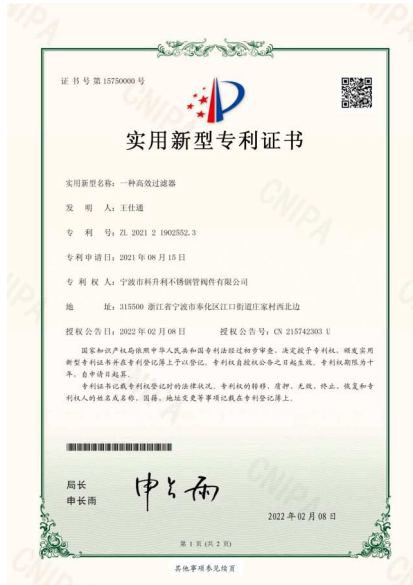 证书号第15750000号
实用新型专利证书
实用新型名称：一种高效过滤器
发 明 人：王仕通
专 利 号：ZL 2021 2 1902552.3
专利申请日：2021年08月15日
专 利 权 人：宁波市科升利不锈钢管阀件有限公司
地 址：315500 浙江省宁波市奉化区江口街道庄家村西北边
授权公告日：2022年02月08日 授权公告号：CN 215742303 U
国家知识产权局依照中华人民共和国专利法经过初步审查，决定授予专利权，颁发实用
新型专利证书并在专利登记簿上予以登记。专利权自授权公告之日起生效。专利权期限为十
年，自申请日起算。
专利证书记载专利权登记时的法律状况。专利权的转移、质押、无效、终止、恢复和专
利权人的姓名或名称、国籍、地址变更等事项记载在专利登记簿上。
局长
申长雨
申长雨
2022年02月08日
第 1 页 (共 2 页)
其他事项参见续页
CNIPA
CNIPA
CNIPA
CNIPA